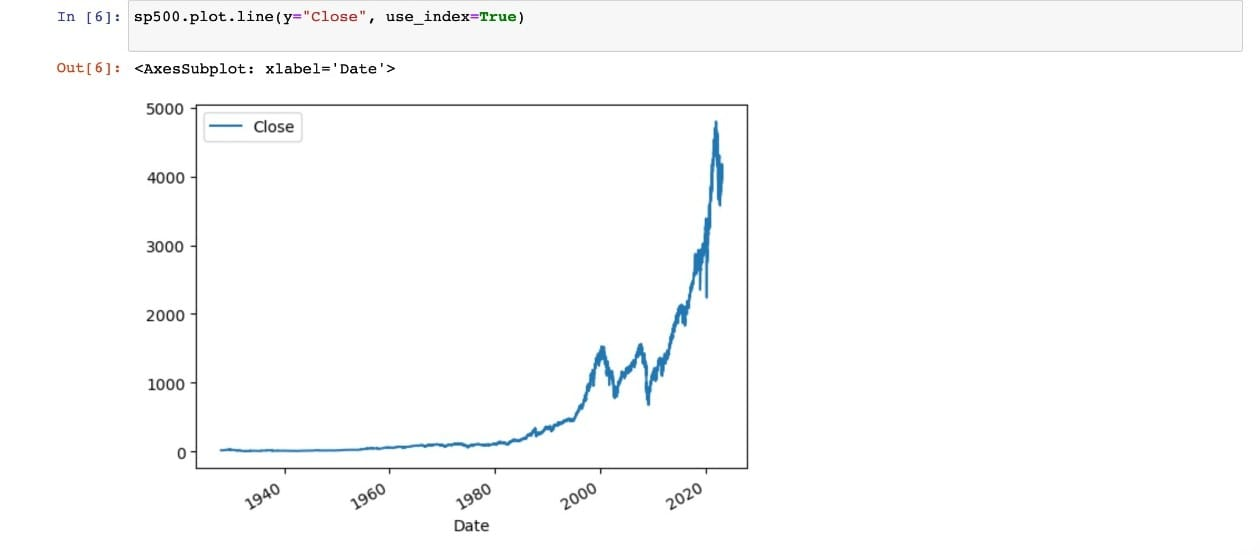 In [6]: sp500.plot.line(y="Close", use_index=True)
Out[6]: <AxesSubplot: xlabel='Date'>
5000
Close
4000
3000
2000
1000
0
1940 1960 1980 2000 2020
Date